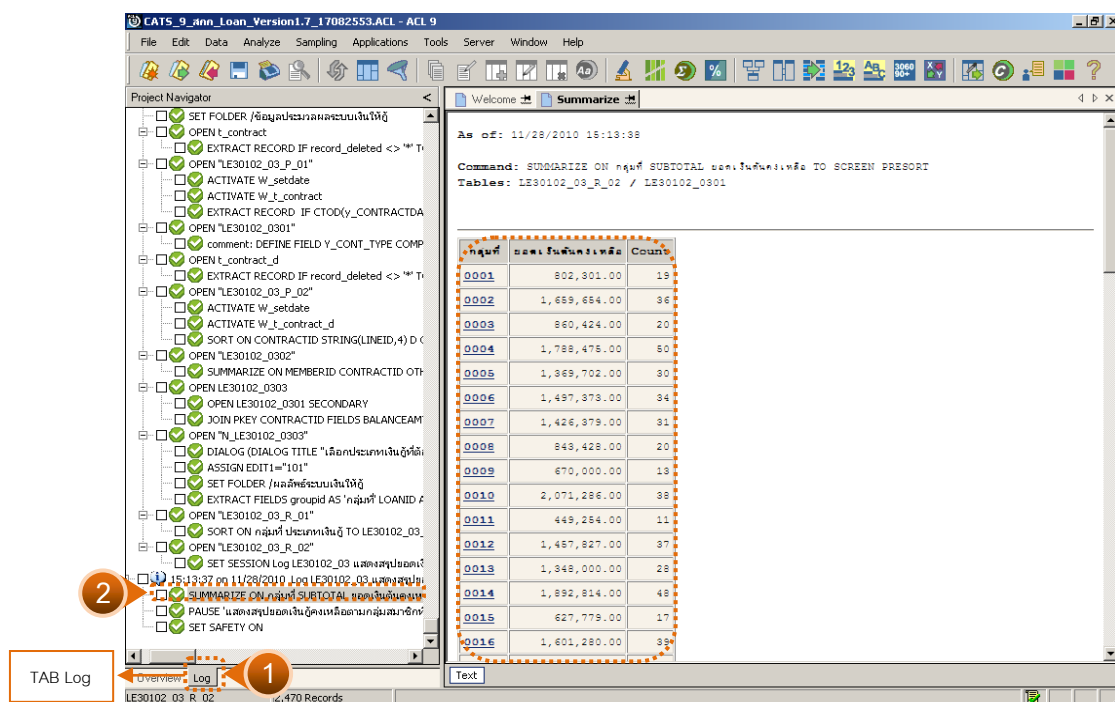 CATS_9_สกก_Loan_Version1.7_17082553.ACL - ACL 9
File Edit Data Analyze Sampling Applications Tools Server Window Help
Project Navigator <
SET FOLDER /ข้อมูลประมวลผลระบบเงินให้กู้
OPEN t_contract
EXTRACT RECORD IF record_deleted <> '*'
OPEN "LE30102_03_P_01"
ACTIVATE W_setdate
ACTIVATE W_t_contract
EXTRACT RECORD IF CTOD(y_CONTRACTDA
OPEN "LE30102_0301"
comment: DEFINE FIELD Y_CONT_TYPE COMP
OPEN t_contract_d
EXTRACT RECORD IF record_deleted <> '*'
OPEN "LE30102_03_P_02"
ACTIVATE W_setdate
ACTIVATE W_t_contract_d
SORT ON CONTRACTID STRING(LINEID,4) D
OPEN "LE30102_0302"
SUMMARIZE ON MEMBERID CONTRACTID OTH
OPEN LE30102_0303
OPEN LE30102_0301 SECONDARY
JOIN PKEY CONTRACTID FIELDS BALANCEAM
OPEN "N_LE30102_0303"
DIALOG (DIALOG TITLE "เลือกประเภทเงินกู้ที่ต้
ASSIGN EDIT1="101"
SET FOLDER /ผลลัพธ์ระบบเงินให้กู้
EXTRACT FIELDS groupid AS 'กลุ่มที่' LOANID
OPEN "LE30102_03_R_01"
SORT ON กลุ่มที่ ประเภทเงินกู้ TO LE30102_03_
OPEN "LE30102_03_R_02"
SET SESSION Log LE30102_03 แสดงสรุปยอดเงิ
15:13:37 on 11/28/2010 Log LE30102_03 แสดงสรุปย
SUMMARIZE ON กลุ่มที่ SUBTOTAL ยอดเงินต้นคงเห
PAUSE 'แสดงสรุปยอดเงินกู้คงเหลือตามกลุ่มสมาชิก
SET SAFETY ON
2
Overview Log
1
TAB Log
LE30102_03_R_02 2,470 Records
Welcome Summarize
As of: 11/28/2010 15:13:38
Command: SUMMARIZE ON กลุ่มที่ SUBTOTAL ยอดเงินต้นคงเหลือ TO SCREEN PRESORT
Tables: LE30102_03_R_02 / LE30102_0301
กลุ่มที่ ยอดเงินต้นคงเหลือ Count
0001 802,301.00 19
0002 1,659,654.00 36
0003 860,424.00 20
0004 1,788,475.00 50
0005 1,369,702.00 30
0006 1,497,373.00 34
0007 1,426,379.00 31
0008 843,428.00 20
0009 670,000.00 13
0010 2,071,286.00 38
0011 449,254.00 11
0012 1,457,827.00 37
0013 1,348,000.00 28
0014 1,892,814.00 48
0015 627,779.00 17
0016 1,601,280.00 39
Text